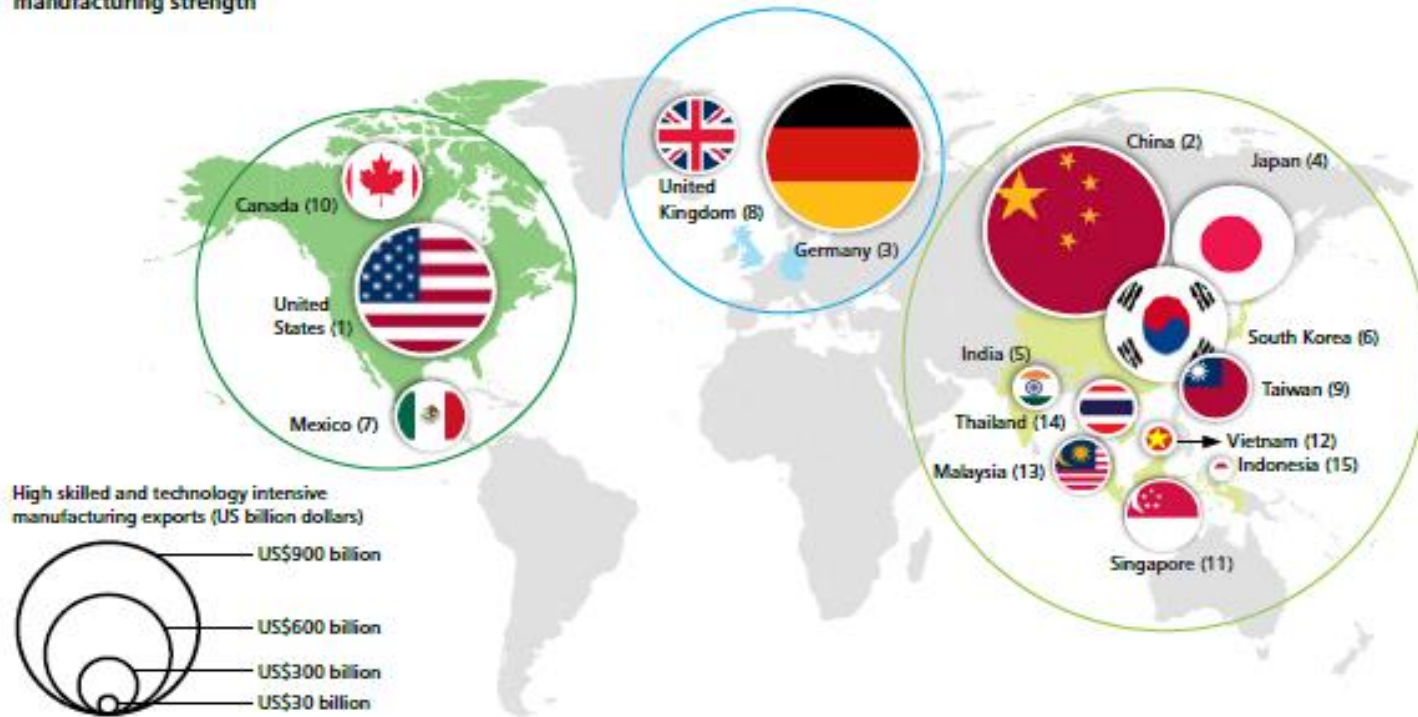 manufacturing strength
China (2)
Japan (4)
United
Kingdom (8)
Canada (10)
Germany (3)
United
States (1)
South Korea (6)
India (5)
Taiwan (9)
Mexico (7)
Thailand (14)
Vietnam (12)
Malaysia (13)
Indonesia (15)
High skilled and technology intensive
manufacturing exports (US billion dollars)
US$900 billion
Singapore (11)
US$600 billion
US$300 billion
US$30 billion